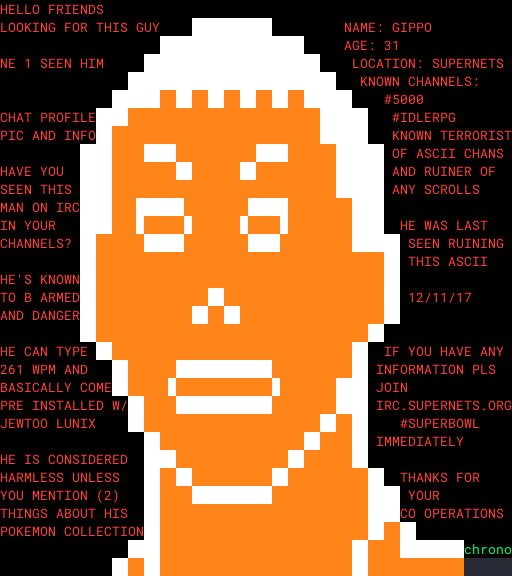 HELLO FRIENDS
LOOKING FOR THIS GUY
NE 1 SEEN HIM
CHAT PROFILE
PIC AND INFO
HAVE YOU
SEEN THIS
MAN ON IRC
IN YOUR
CHANNELS?
HE'S KNOWN
TO B ARMED
AND DANGER
HE CAN TYPE
261 WPM AND
BASICALLY COME
PRE INSTALLED W/
JEWTOO LUNIX
HE IS CONSIDERED
HARMLESS UNLESS
YOU MENTION (2)
THINGS ABOUT HIS
POKEMON COLLECTION
NAME: GIPPO
AGE: 31
LOCATION: SUPERNETS
KNOWN CHANNELS:
#5000
#IDLERPG
KNOWN TERRORIST
OF ASCII CHANS
AND RUINER OF
ANY SCROLLS
HE WAS LAST
SEEN RUINING
THIS ASCII
12/11/17
IF YOU HAVE ANY
INFORMATION PLS
JOIN
IRC.SUPERNETS.ORG
#SUPERBOWL
IMMEDIATELY
THANKS FOR
YOUR
CO OPERATIONS
chrono